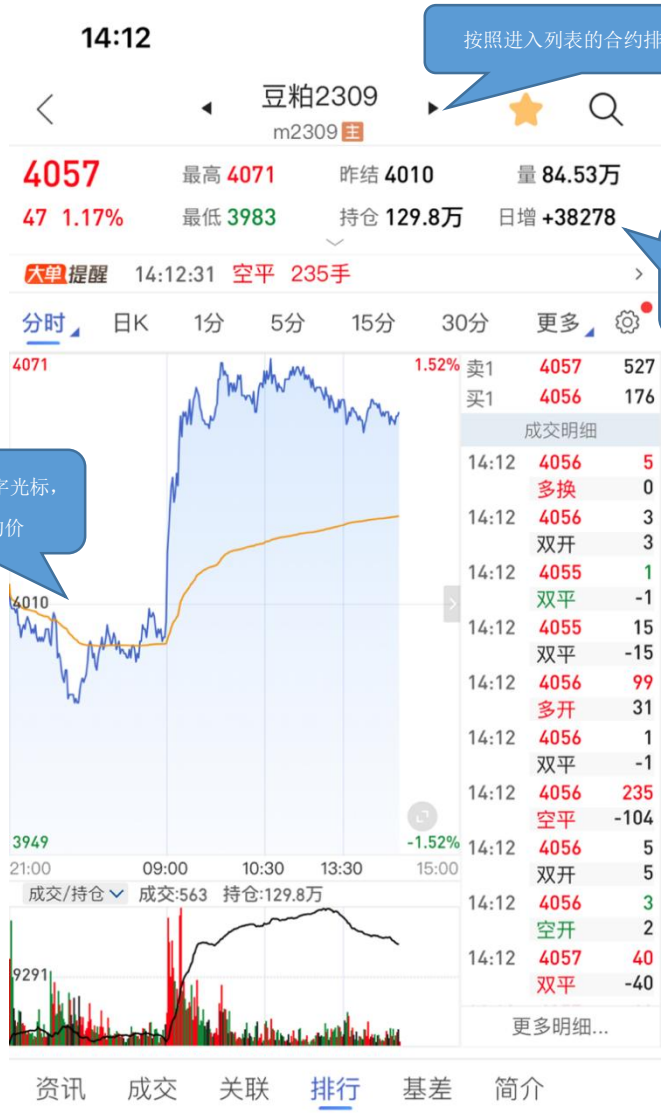 14:12
按照进入列表的合约排
豆粕2309
m2309 主
4057 最高 4071 昨结 4010 量 84.53万
47 1.17% 最低 3983 持仓 129.8万 日增 +38278
大单提醒 14:12:31 空平 235手
分时 日K 1分 5分 15分 30分 更多
4071 1.52%
卖1 4057 527
买1 4056 176
成交明细
14:12 4056 5
多换 0
14:12 4056 3
双开 3
14:12 4055 1
双平 -1
14:12 4055 15
双平 -15
14:12 4056 99
多开 31
14:12 4056 1
双平 -1
14:12 4056 235
空平 -104
14:12 4056 5
双开 5
14:12 4056 3
空开 2
14:12 4057 40
双平 -40
更多明细...
字光标，
均价
4010
3949 -1.52%
21:00 09:00 10:30 13:30 15:00
成交/持仓 成交:563 持仓:129.8万
9291
资讯 成交 关联 排行 基差 简介